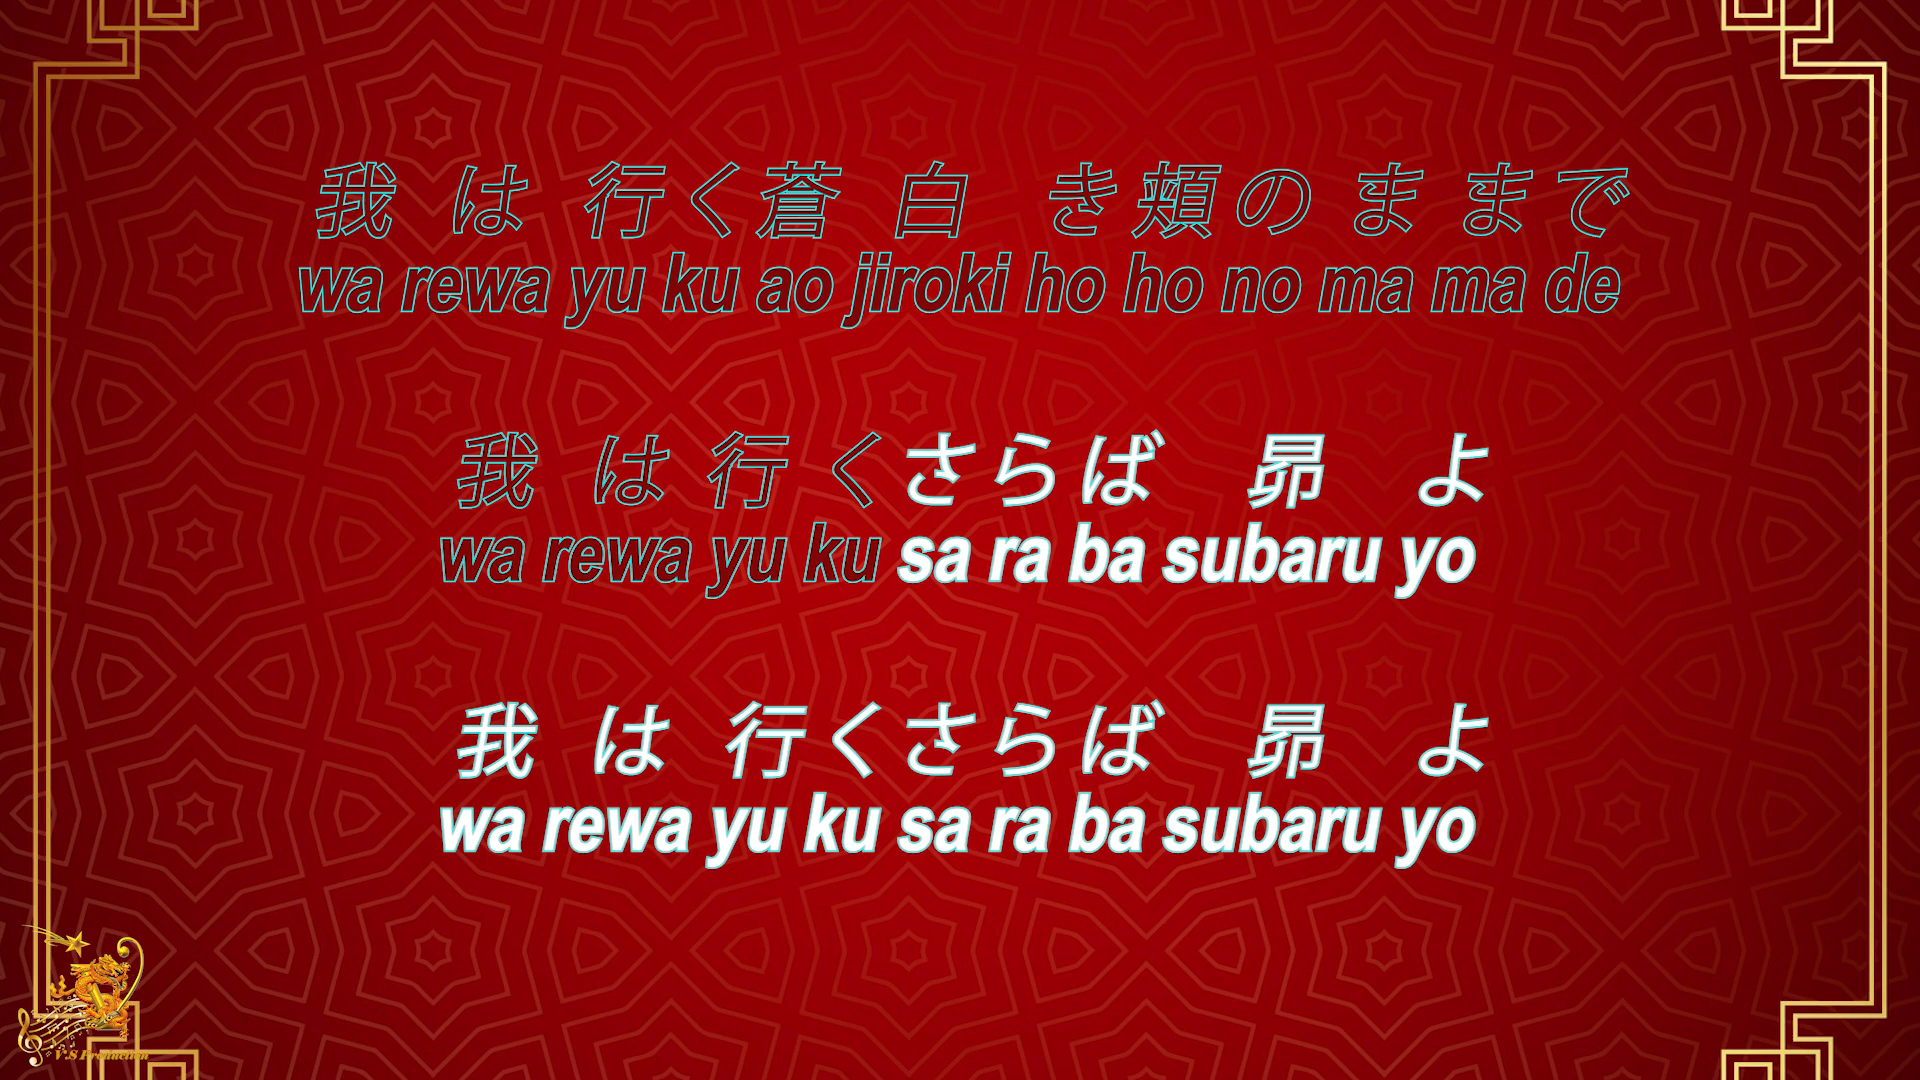 我 は 行く蒼 白 き頬の ま まで
wa rewa yu ku ao jiroki ho ho no ma ma de
我 は 行 くさらば 昴 よ
wa rewa yu ku sa ra ba subaru yo
我 は 行くさらば 昴 よ
wa rewa yu ku sa ra ba subaru yo
V.S Production